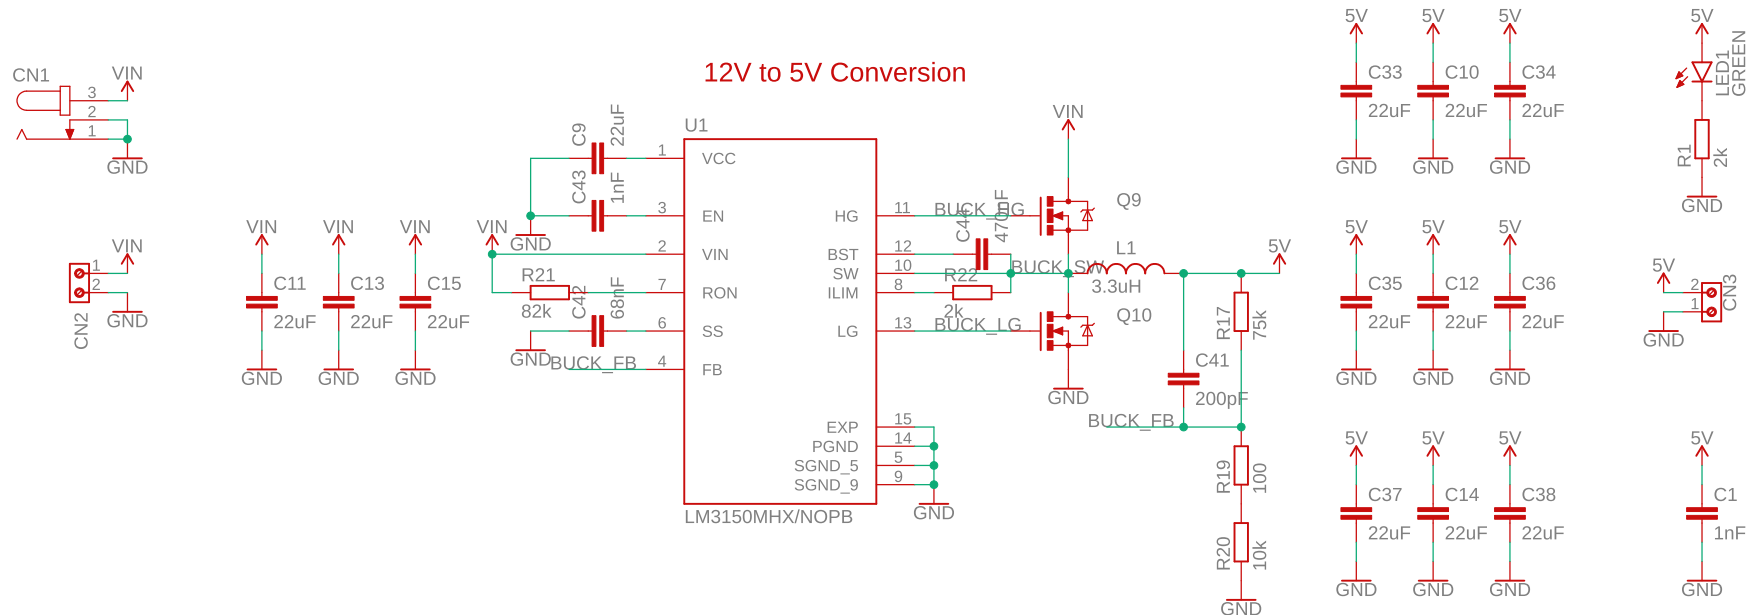 12V to 5V Conversion
CN1
VIN
3
2
1
GND
VIN
1
2
GND
CN2
VIN
C11
22uF
GND
VIN
C13
22uF
GND
VIN
C15
22uF
GND
U1
C9
22uF
1
VCC
C43
1nF
3
EN
GND
VIN
2
VIN
R21
82k
7
RON
C42
68nF
6
SS
GND
BUCK_FB
4
FB
HG
11
BUCK_HG
BST
12
C44
470nF
SW
10
BUCK_SW
ILIM
8
R22
2k
LG
13
BUCK_LG
EXP
15
PGND
14
SGND_5
5
SGND_9
9
GND
LM3150MHX/NOPB
VIN
Q9
L1
3.3uH
5V
Q10
GND
R17
75k
C41
200pF
BUCK_FB
R19
100
R20
10k
GND
5V
C33
22uF
GND
5V
C10
22uF
GND
5V
C34
22uF
GND
5V
C35
22uF
GND
5V
C12
22uF
GND
5V
C36
22uF
GND
5V
C37
22uF
GND
5V
C14
22uF
GND
5V
C38
22uF
GND
5V
LED1
GREEN
R1
2k
GND
5V
2
1
CN3
GND
5V
C1
1nF
GND